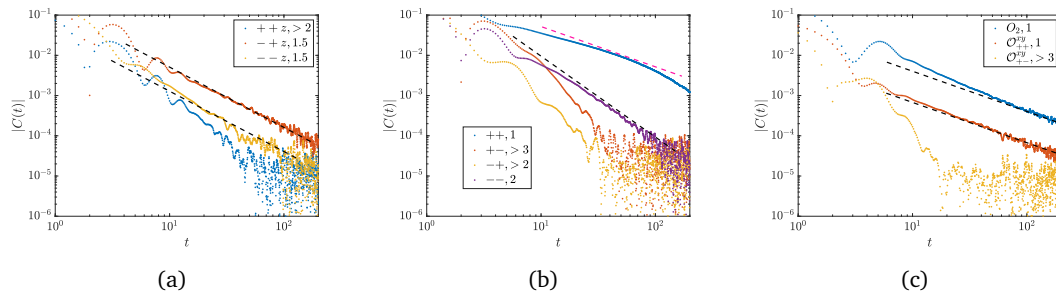 10^{-1}
10^{-2}
10^{-3}
10^{-4}
10^{-5}
10^{-6}
|C(t)|
++z, > 2
−+z, 1.5
−−z, 1.5
10^0
10^1
10^2
t
(a)
10^{-1}
10^{-2}
10^{-3}
10^{-4}
10^{-5}
10^{-6}
|C(t)|
++, 1
+−, > 3
−+, > 2
−−, 2
10^0
10^1
10^2
t
(b)
10^{-1}
10^{-2}
10^{-3}
10^{-4}
10^{-5}
10^{-6}
|C(t)|
O_2, 1
\mathcal{O}_{++}^{xy}, 1
\mathcal{O}_{+-}^{xy}, > 3
10^0
10^1
10^2
t
(c)